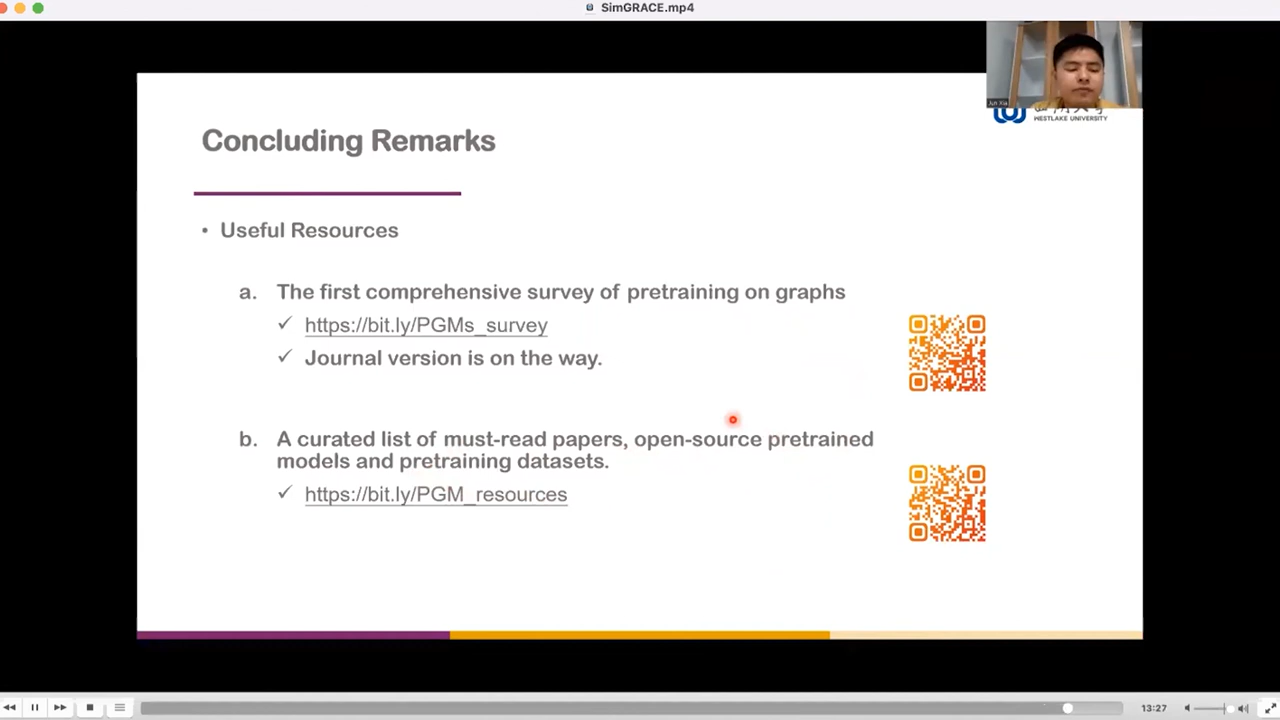 SimGRACE.mp4
Jun Xia
WESTLAKE UNIVERSITY
Concluding Remarks
• Useful Resources
a. The first comprehensive survey of pretraining on graphs
✓ https://bit.ly/PGMs_survey
✓ Journal version is on the way.
b. A curated list of must-read papers, open-source pretrained
models and pretraining datasets.
✓ https://bit.ly/PGM_resources
13:27